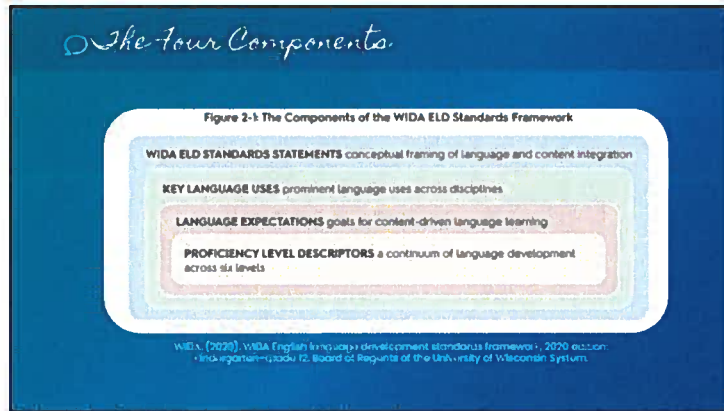 The Four Components
Figure 2-1: The Components of the WIDA ELD Standards Framework
WIDA ELD STANDARDS STATEMENTS conceptual framing of language and content integration
KEY LANGUAGE USES prominent language uses across disciplines
LANGUAGE EXPECTATIONS goals for content-driven language learning
PROFICIENCY LEVEL DESCRIPTORS a continuum of language development
across six levels
WIDA. (2020). WIDA English language development standards framework, 2020 edition:
Kindergarten–grade 12. Board of Regents of the University of Wisconsin System.